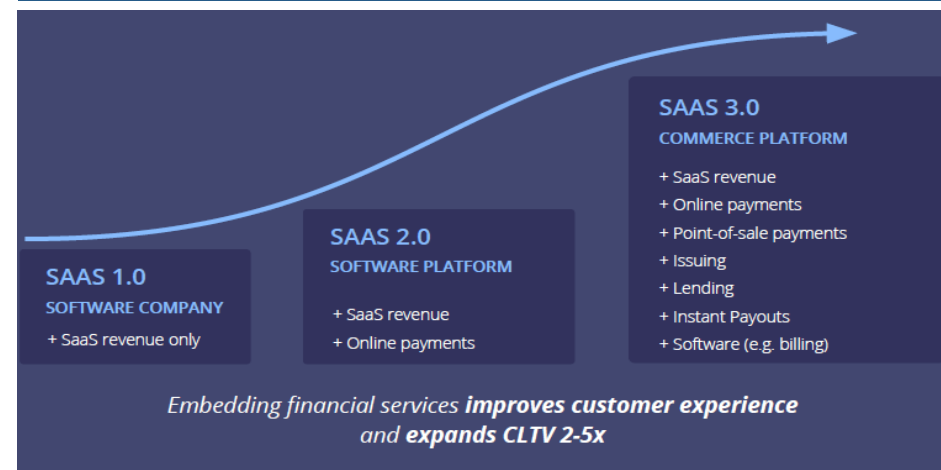 SAAS 1.0
SOFTWARE COMPANY
+ SaaS revenue only
SAAS 2.0
SOFTWARE PLATFORM
+ SaaS revenue
+ Online payments
SAAS 3.0
COMMERCE PLATFORM
+ SaaS revenue
+ Online payments
+ Point-of-sale payments
+ Issuing
+ Lending
+ Instant Payouts
+ Software (e.g. billing)
Embedding financial services improves customer experience
and expands CLTV 2-5x